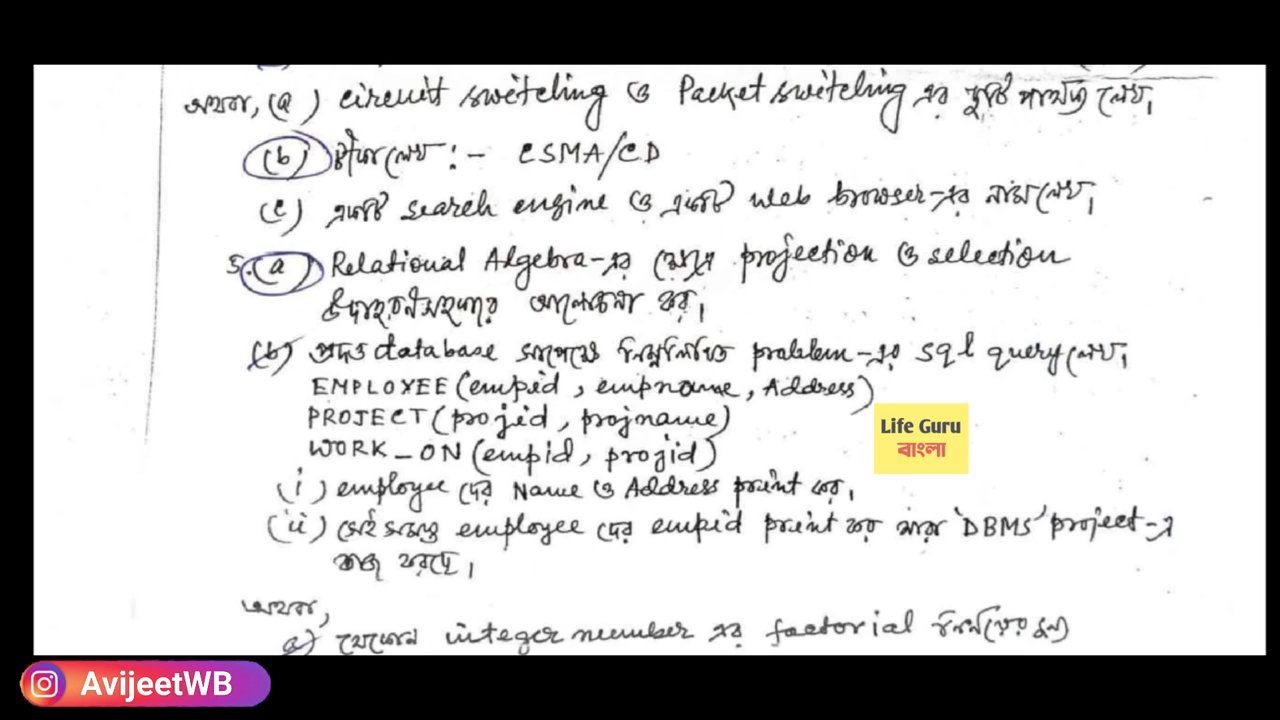 অথবা, (a) circuit switching ও Packet switching এর দুটি পার্থক্য লেখ।
(b) টীকা লেখ :- CSMA/CD
(c) একটি search engine ও একটি web browser-এর নাম লেখ।
5. (a) Relational Algebra-এর ক্ষেত্রে projection ও selection
উদাহরণসহকারে আলোচনা কর।
(b) প্রদত্ত database সাপেক্ষে নিম্নলিখিত problem-এর sql query লেখ।
EMPLOYEE (empid, empname, Address)
PROJECT (projid, projname)
WORK_ON (empid, projid)
Life Guru
বাংলা
(i) employee দের Name ও Address print কর।
(ii) সেই সমস্ত employee দের empid print কর যারা 'DBMS' project-এ
কাজ করছে।
অথবা,
a) যেকোন integer number এর factorial নির্ণয়ের জন্য
AvijeetWB